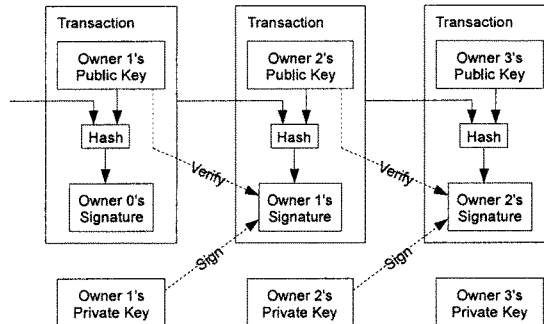 Transaction
Transaction
Transaction
Owner 1's
Public Key
Owner 2's
Public Key
Owner 3's
Public Key
Hash
Hash
Hash
Verify
Verify
Owner 0's
Signature
Owner 1's
Signature
Owner 2's
Signature
Sign
Sign
Owner 1's
Private Key
Owner 2's
Private Key
Owner 3's
Private Key